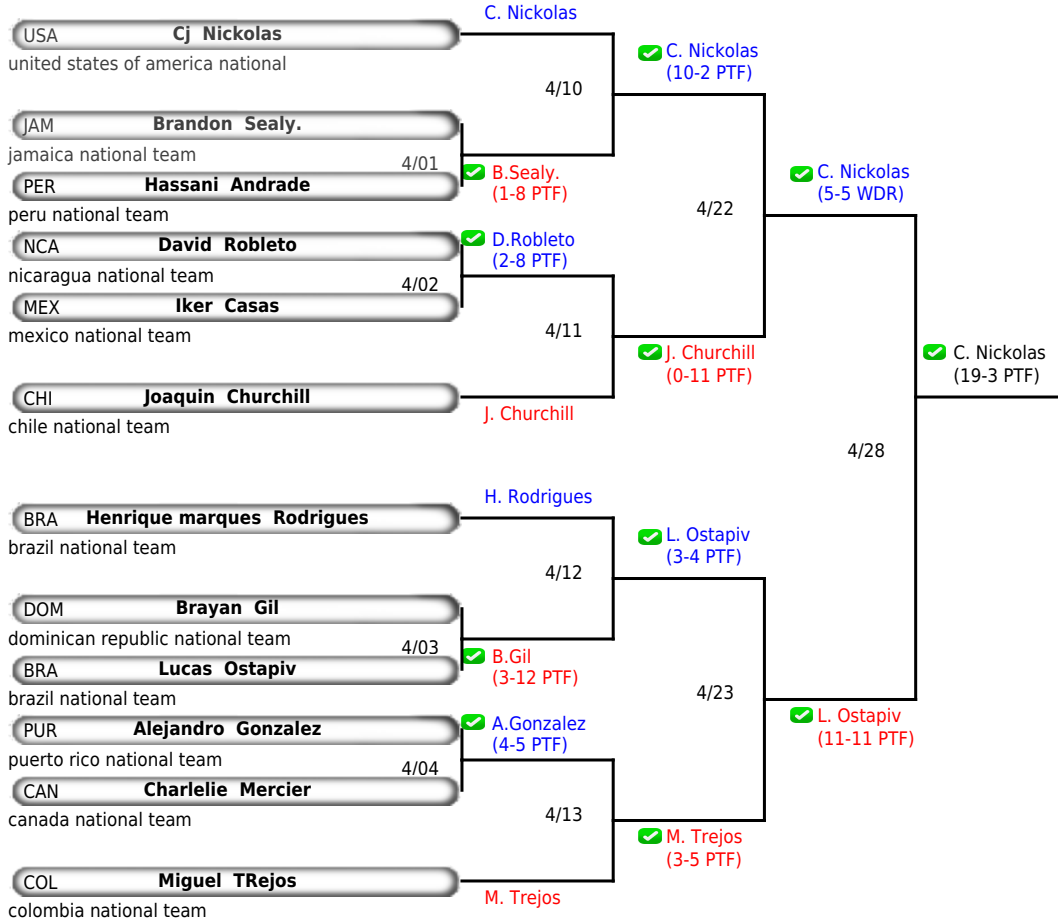 C. Nickolas
USA Cj Nickolas
united states of america national
C. Nickolas
(10-2 PTF)
4/10
JAM Brandon Sealy.
jamaica national team
4/01
B.Sealy.
(1-8 PTF)
PER Hassani Andrade
peru national team
C. Nickolas
(5-5 WDR)
4/22
NCA David Robleto
nicaragua national team
D.Robleto
(2-8 PTF)
4/02
MEX Iker Casas
mexico national team
4/11
J. Churchill
(0-11 PTF)
C. Nickolas
(19-3 PTF)
CHI Joaquin Churchill
chile national team
J. Churchill
4/28
H. Rodrigues
BRA Henrique marques Rodrigues
brazil national team
L. Ostapiv
(3-4 PTF)
4/12
DOM Brayan Gil
dominican republic national team
4/03
B.Gil
(3-12 PTF)
BRA Lucas Ostapiv
brazil national team
4/23
L. Ostapiv
(11-11 PTF)
PUR Alejandro Gonzalez
puerto rico national team
A.Gonzalez
(4-5 PTF)
4/04
CAN Charlelie Mercier
canada national team
4/13
M. Trejos
(3-5 PTF)
COL Miguel TRejos
colombia national team
M. Trejos